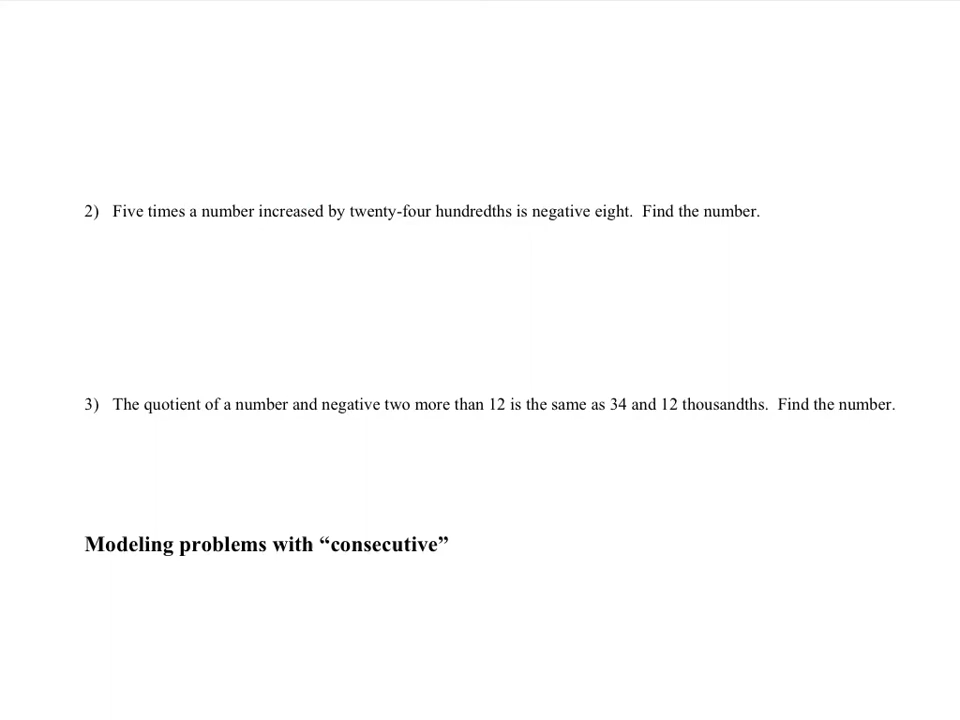 2) Five times a number increased by twenty-four hundredths is negative eight. Find the number.
3) The quotient of a number and negative two more than 12 is the same as 34 and 12 thousandths. Find the number.
Modeling problems with “consecutive”